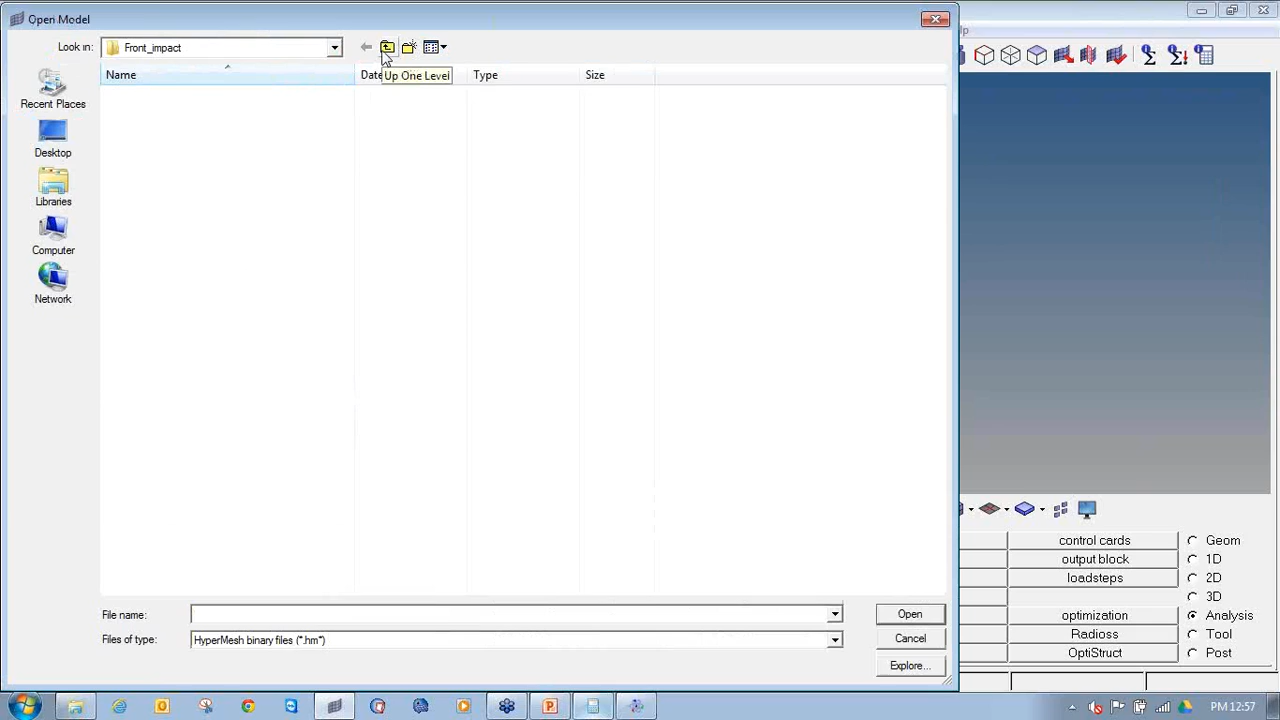 Open Model
lp
Look in:
Front_impact
Name
Date
Type
Size
Up One Level
Recent Places
Desktop
Libraries
Computer
Network
File name:
Open
Files of type:
HyperMesh binary files (*.hm*)
Cancel
Explore...
control cards
Geom
output block
1D
loadsteps
2D
3D
optimization
Analysis
Radioss
Tool
OptiStruct
Post
PM 12:57